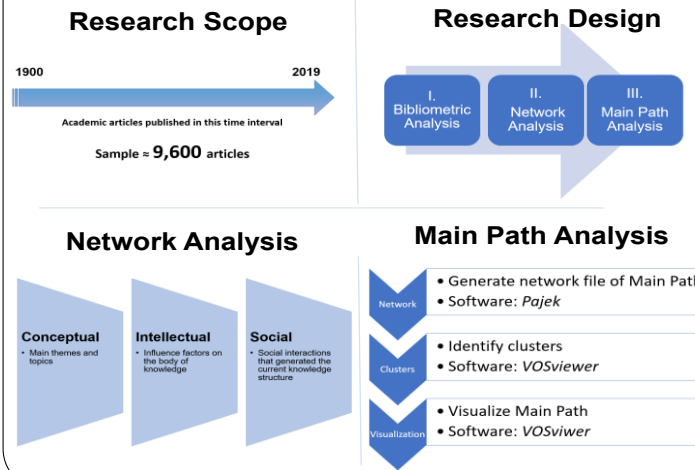 Research Scope
1900 2019
Academic articles published in this time interval
Sample ≈ 9,600 articles
Research Design
I.
Bibliometric
Analysis
II.
Network
Analysis
III.
Main Path
Analysis
Network Analysis
Conceptual
• Main themes and
topics
Intellectual
• Influence factors on
the body of
knowledge
Social
• Social interactions
that generated the
current knowledge
structure
Main Path Analysis
Network
• Generate network file of Main Path
• Software: Pajek
Clusters
• Identify clusters
• Software: VOSviewer
Visualization
• Visualize Main Path
• Software: VOSviwer